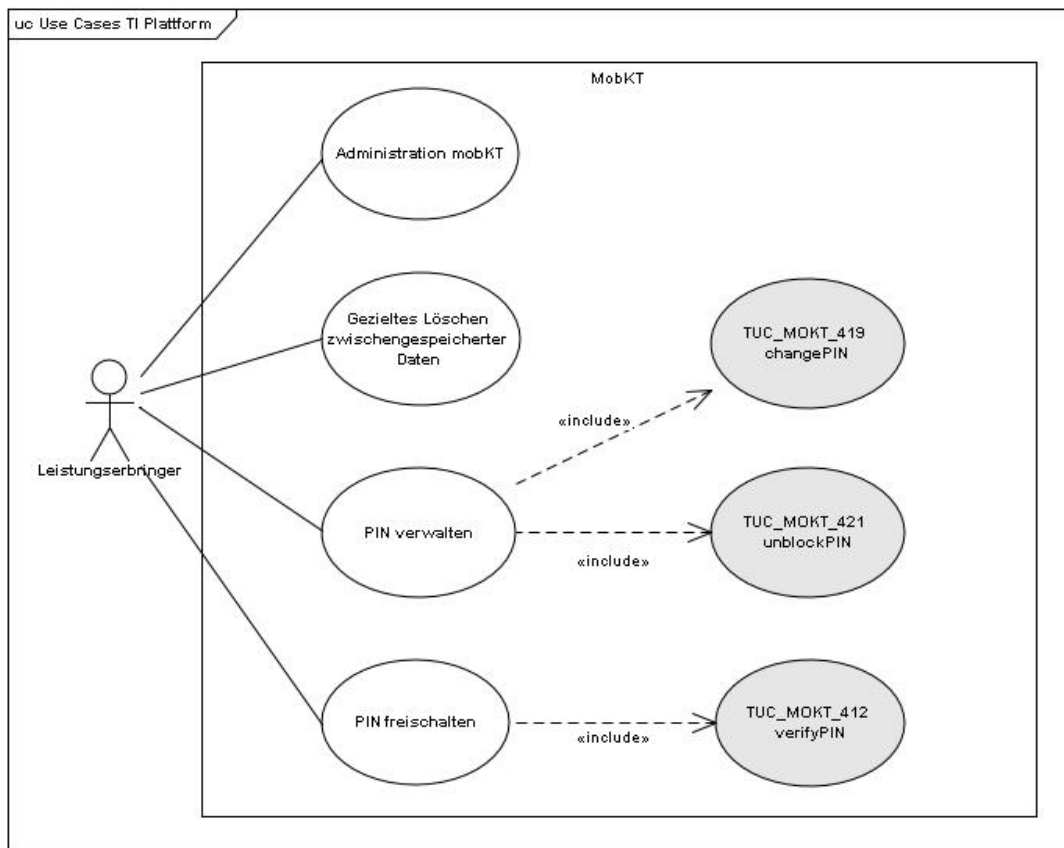 uc Use Cases TI Plattform
MobKT
Administration mobKT
Gezieltes Löschen
zwischengespeicherter
Daten
TUC_MOKT_419
changePIN
«include»
Leistungserbringer
PIN verwalten
TUC_MOKT_421
unblockPIN
«include»
PIN freischalten
TUC_MOKT_412
verifyPIN
«include»